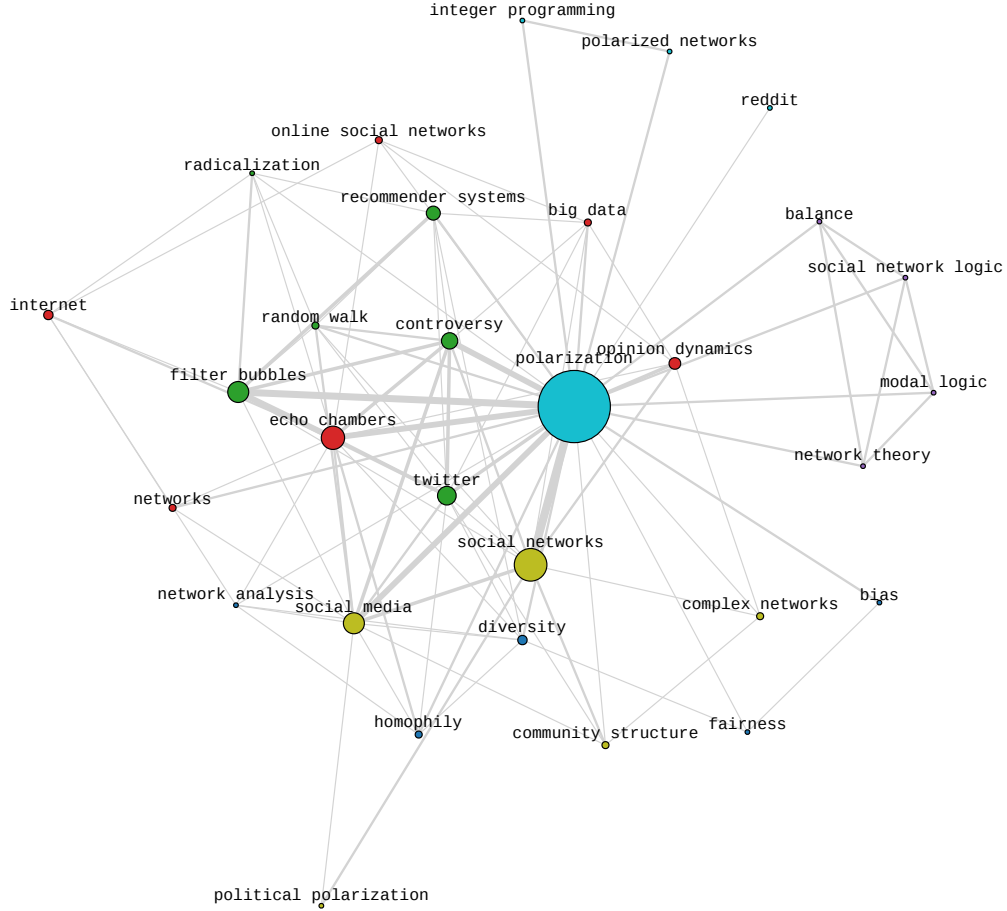 integer programming
polarized networks
reddit
online social networks
radicalization
recommender systems
big data
balance
social network logic
internet
random walk
controversy
opinion dynamics
polarization
filter bubbles
modal logic
echo chambers
network theory
twitter
networks
social networks
network analysis
social media
complex networks
bias
diversity
homophily
community structure
fairness
political polarization